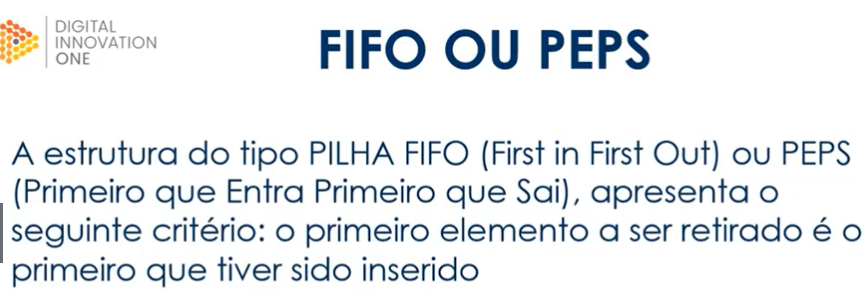 DIGITAL
INNOVATION
ONE
FIFO OU PEPS
A estrutura do tipo PILHA FIFO (First in First Out) ou PEPS
(Primeiro que Entra Primeiro que Sai), apresenta o
seguinte critério: o primeiro elemento a ser retirado é o
primeiro que tiver sido inserido